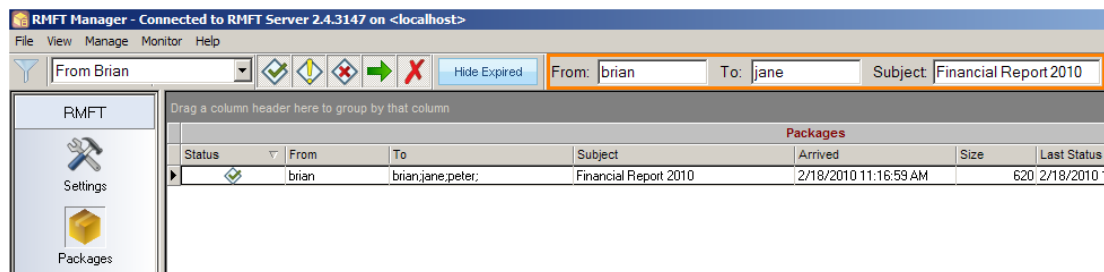 RMFT Manager - Connected to RMFT Server 2.4.3147 on <localhost>
File View Manage Monitor Help
From Brian Hide Expired From: brian To: jane Subject: Financial Report 2010
RMFT
Drag a column header here to group by that column
Packages
Status From To Subject Arrived Size Last Status
brian brian;jane;peter; Financial Report 2010 2/18/2010 11:16:59 AM 620 2/18/2010
Settings
Packages